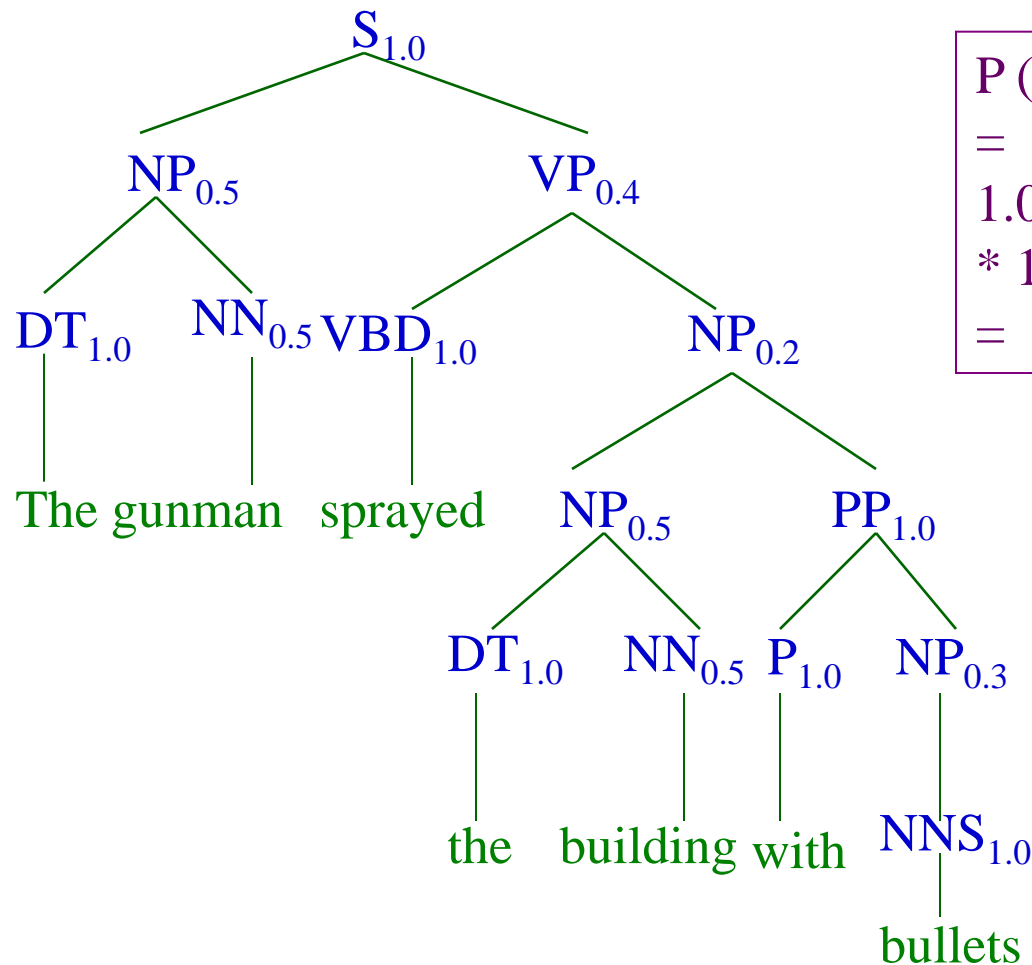 S1.0
P (
=
NP0.5 VP0.4
1.0
* 1
DT1.0 NN0.5 VBD1.0 NP0.2
=
The gunman sprayed
NP0.5 PP1.0
DT1.0 NN0.5 P1.0 NP0.3
the building with
NNS1.0
bullets